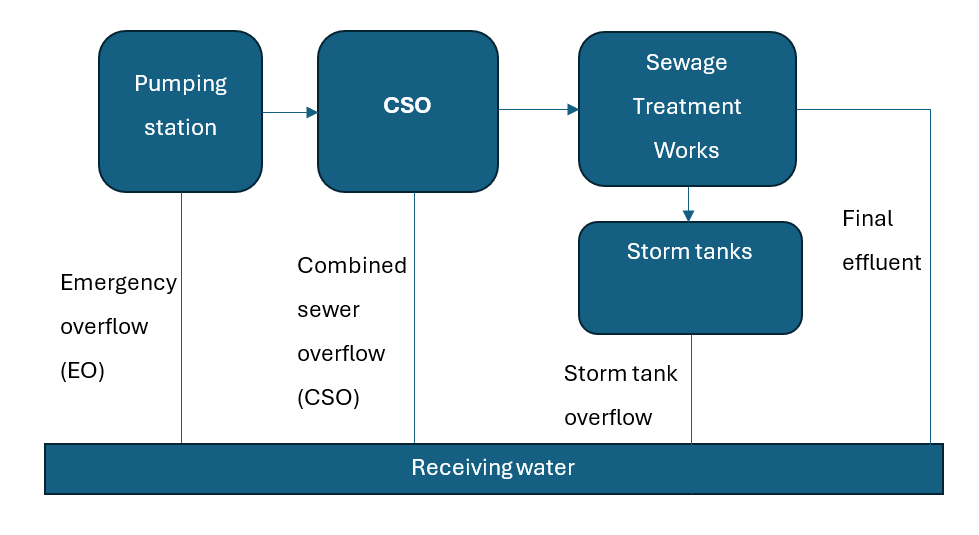 Pumping
station
CSO
Sewage
Treatment
Works
Storm tanks
Final
effluent
Emergency
overflow
(EO)
Combined
sewer
overflow
(CSO)
Storm tank
overflow
Receiving water